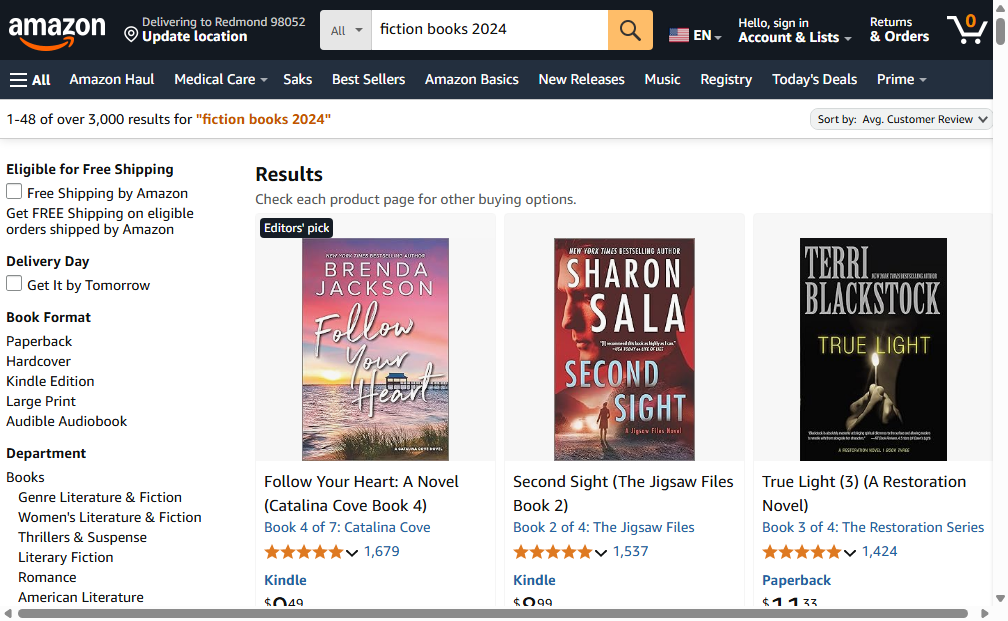 amazon
Delivering to Redmond 98052
Update location
All
fiction books 2024
EN
Hello, sign in
Account & Lists
Returns
& Orders
0
All
Amazon Haul
Medical Care
Saks
Best Sellers
Amazon Basics
New Releases
Music
Registry
Today's Deals
Prime
1-48 of over 3,000 results for "fiction books 2024"
Sort by: Avg. Customer Review
Eligible for Free Shipping
Free Shipping by Amazon
Get FREE Shipping on eligible
orders shipped by Amazon
Delivery Day
Get It by Tomorrow
Book Format
Paperback
Hardcover
Kindle Edition
Large Print
Audible Audiobook
Department
Books
Genre Literature & Fiction
Women's Literature & Fiction
Thrillers & Suspense
Literary Fiction
Romance
American Literature
Results
Check each product page for other buying options.
Editors' pick
NEW YORK TIMES BESTSELLING AUTHOR
BRENDA
JACKSON
Follow
Your
Heart
A CATALINA COVE NOVEL
Follow Your Heart: A Novel
(Catalina Cove Book 4)
Book 4 of 7: Catalina Cove
1,679
Kindle
$9.49
NEW YORK TIMES BESTSELLING AUTHOR
SHARON
SALA
SECOND
SIGHT
A Jigsaw Files Novel
Second Sight (The Jigsaw Files
Book 2)
Book 2 of 4: The Jigsaw Files
1,537
Kindle
$8.99
TERRI
NEW YORK TIMES BESTSELLING AUTHOR
BLACKSTOCK
TRUE LIGHT
A RESTORATION NOVEL | BOOK THREE
True Light (3) (A Restoration
Novel)
Book 3 of 4: The Restoration Series
1,424
Paperback
$11.33